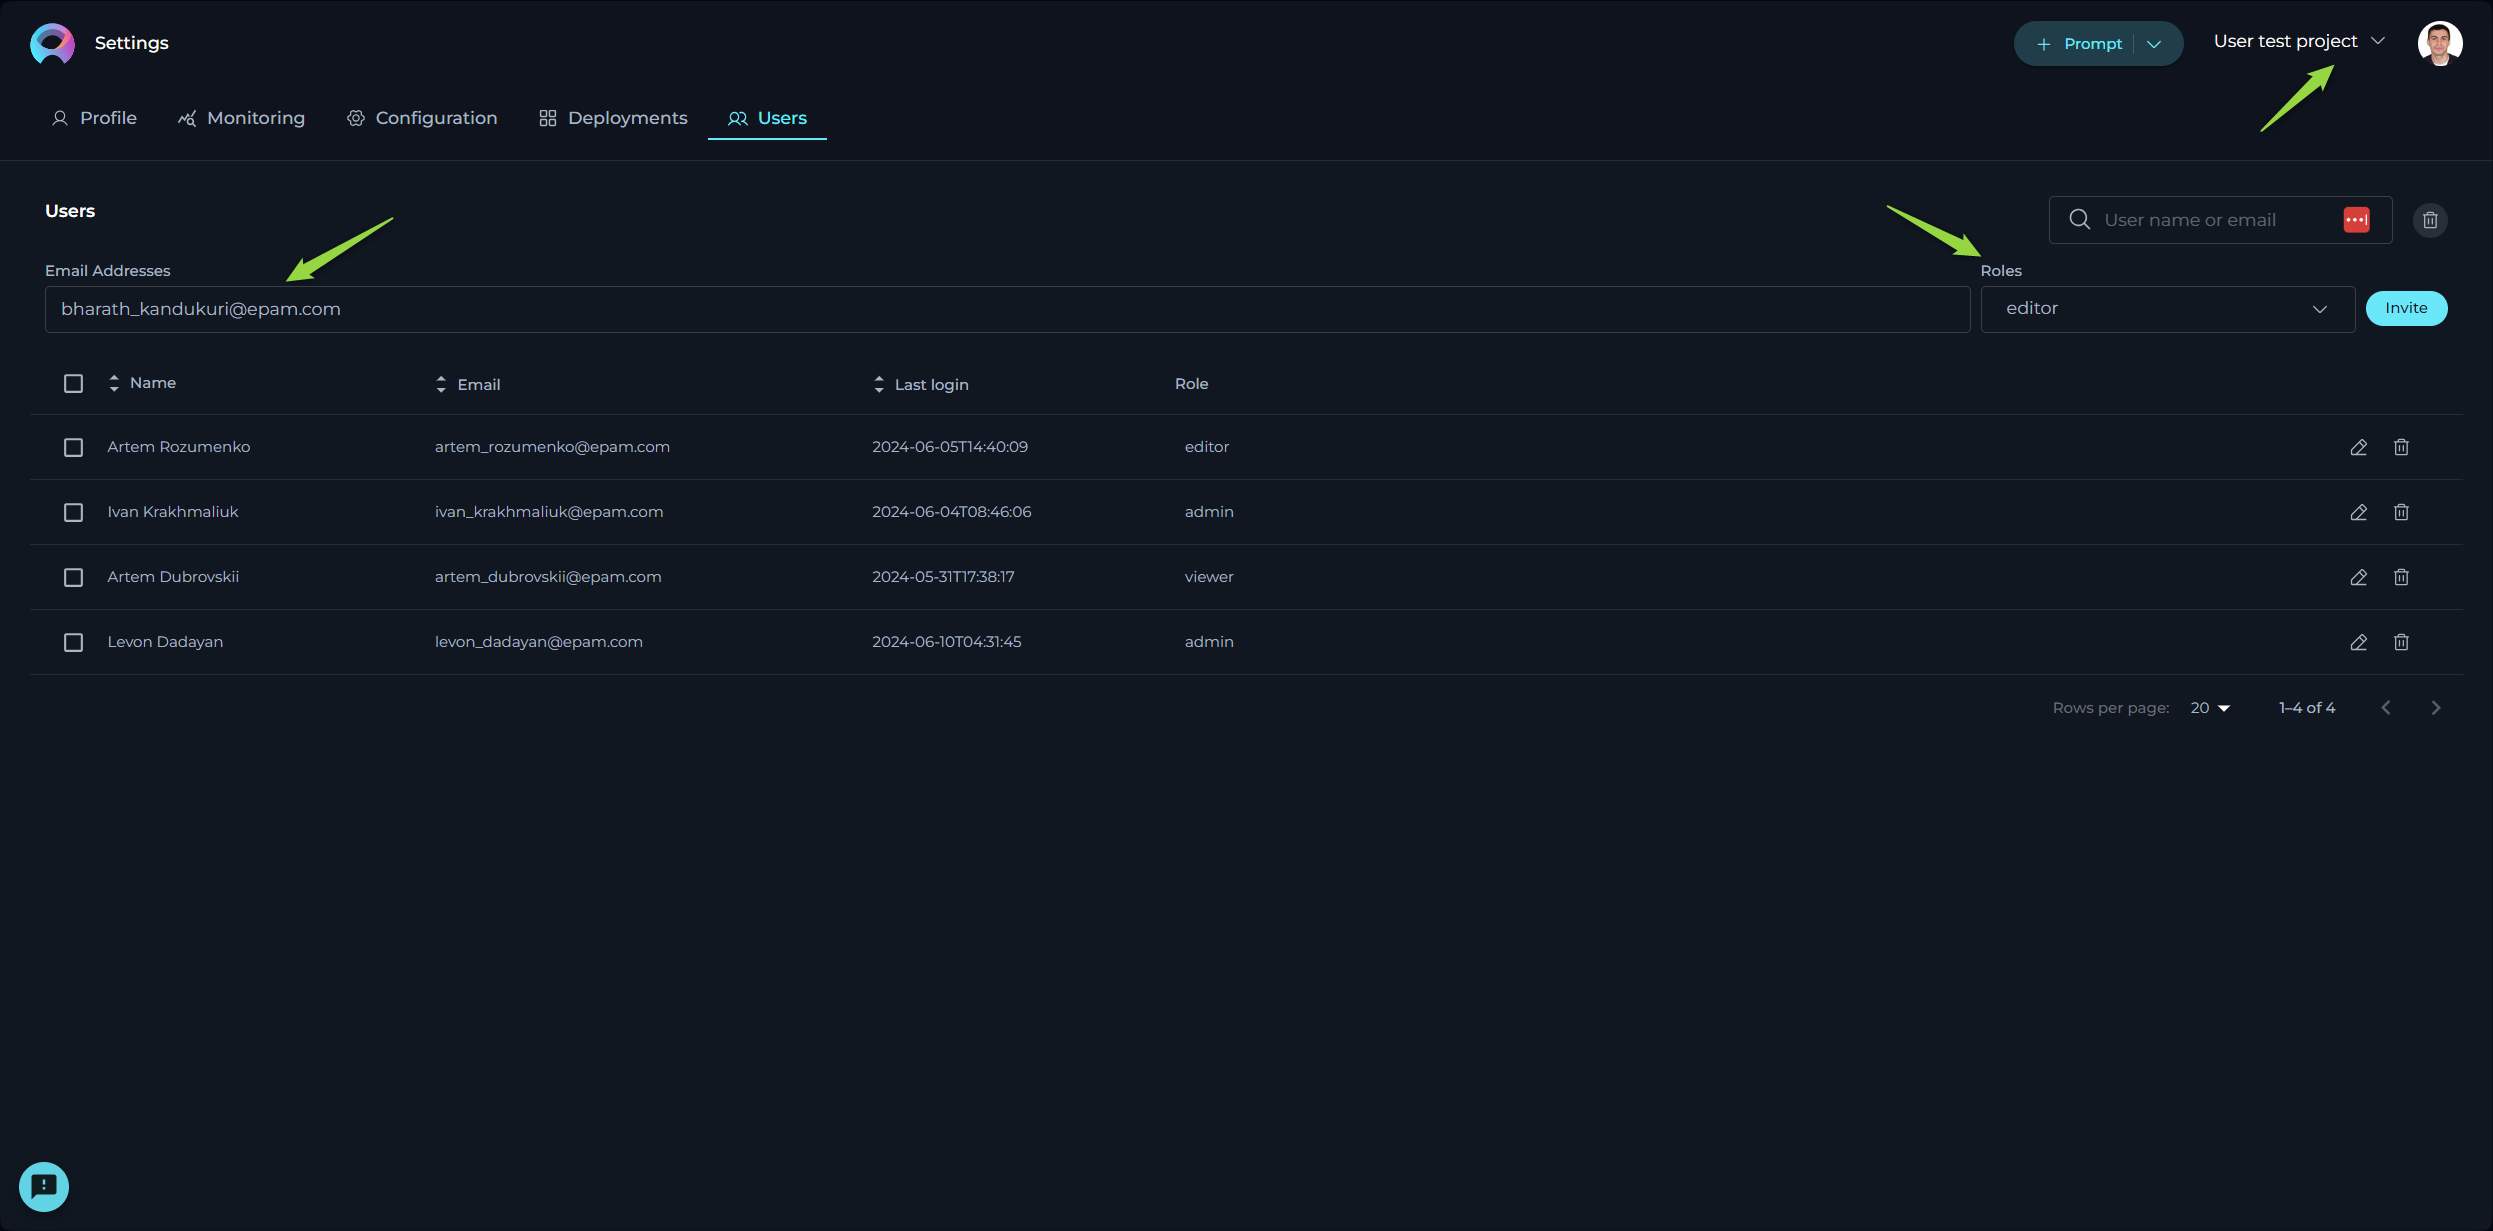 Settings
Prompt
User test project
Profile
Monitoring
Configuration
Deployments
Users
Users
User name or email
Email Addresses
Roles
bharath_kandukuri@epam.com
editor
Invite
Name Email Last login Role
Artem Rozumenko artem_rozumenko@epam.com 2024-06-05T14:40:09 editor
Ivan Krakhmaliuk ivan_krakhmaliuk@epam.com 2024-06-04T08:46:06 admin
Artem Dubrovskii artem_dubrovskii@epam.com 2024-05-31T17:38:17 viewer
Levon Dadayan levon_dadayan@epam.com 2024-06-10T04:31:45 admin
Rows per page: 20 1–4 of 4